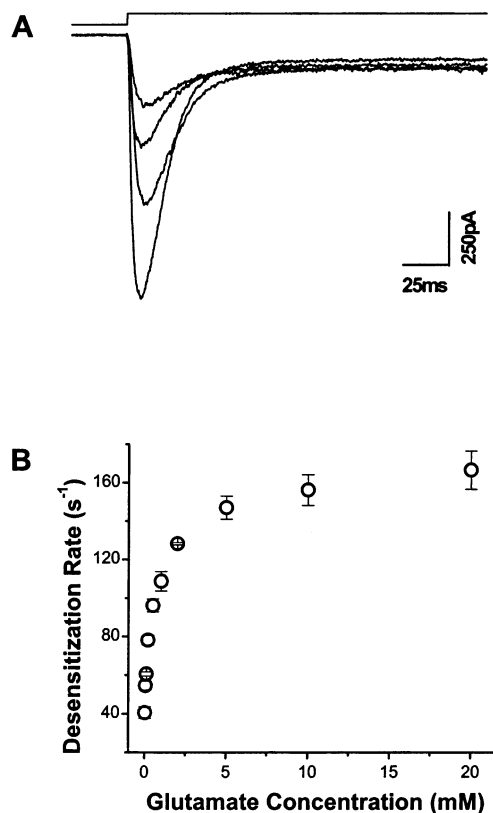 A
250pA
25ms
B
Desensitization Rate (s⁻¹)
160
120
80
40
0 5 10 15 20
Glutamate Concentration (mM)